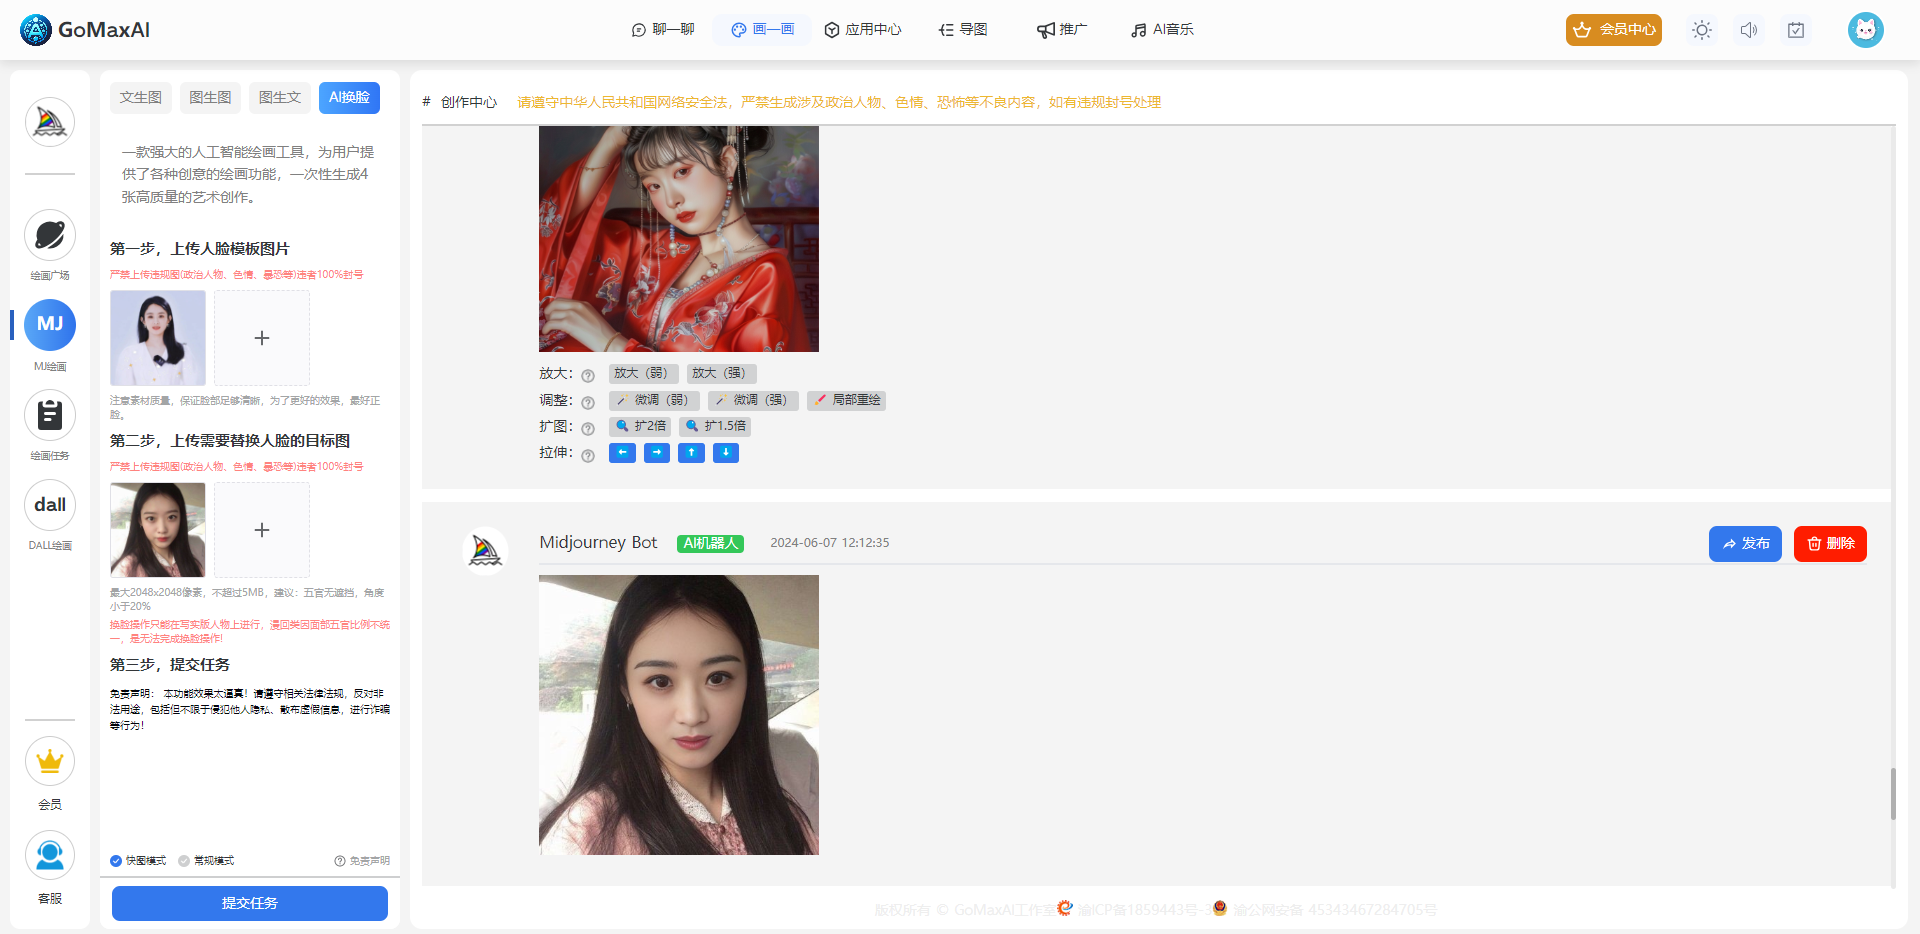 GoMaxAI
聊一聊
画一画
应用中心
导图
推广
AI音乐
会员中心
绘画广场
MJ
MJ绘画
绘画任务
dall
DALL绘画
会员
客服
文生图
图生图
图生文
AI换脸
一款强大的人工智能绘画工具，为用户提
供了各种创意的绘画功能，一次性生成4
张高质量的艺术创作。
第一步，上传人脸模板图片
严禁上传违规图(政治人物、色情、暴恐等)违者100%封号
注意素材质量，保证脸部足够清晰，为了更好的效果，最好正
脸。
第二步，上传需要替换人脸的目标图
严禁上传违规图(政治人物、色情、暴恐等)违者100%封号
最大2048x2048像素，不超过5MB，建议：五官无遮挡，角度
小于20%
换脸操作只能在写实版人物上进行，漫回类因面部五官比例不统
一，是无法完成换脸操作!
第三步，提交任务
免责声明： 本功能效果太逼真！请遵守相关法律法规，反对非
法用途，包括但不限于侵犯他人隐私、散布虚假信息，进行诈骗
等行为！
快图模式
常规模式
免责声明
提交任务
# 创作中心 请遵守中华人民共和国网络安全法，严禁生成涉及政治人物、色情、恐怖等不良内容，如有违规封号处理
放大： 放大（弱） 放大（强）
调整： 微调（弱） 微调（强） 局部重绘
扩图： 扩2倍 扩1.5倍
拉伸：
Midjourney Bot AI机器人 2024-06-07 12:12:35 发布 删除
版权所有 © GoMaxAI工作室 渝ICP备1859443号- 渝公网安备 45343467284705号